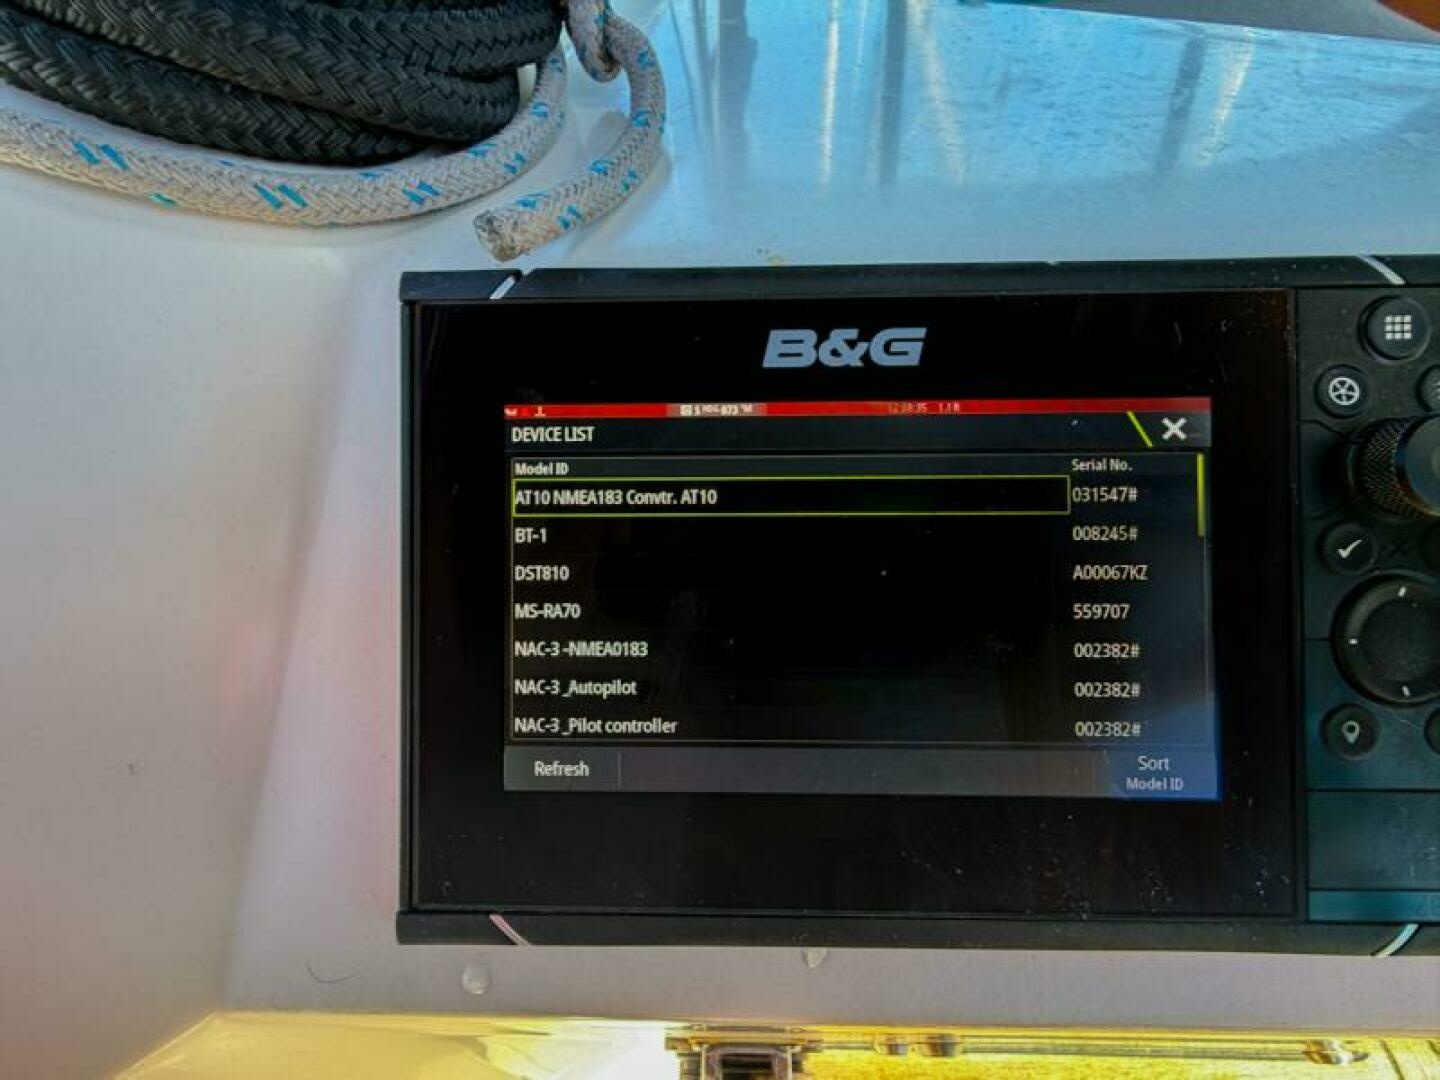 B&G
DEVICE LIST
Model ID Serial No.
AT10 NMEA183 Convtr. AT10 031547#
BT-1 008245#
DST810 A00067KZ
MS-RA70 559707
NAC-3 -NMEA0183 002382#
NAC-3 _Autopilot 002382#
NAC-3 _Pilot controller 002382#
Refresh
Sort
Model ID